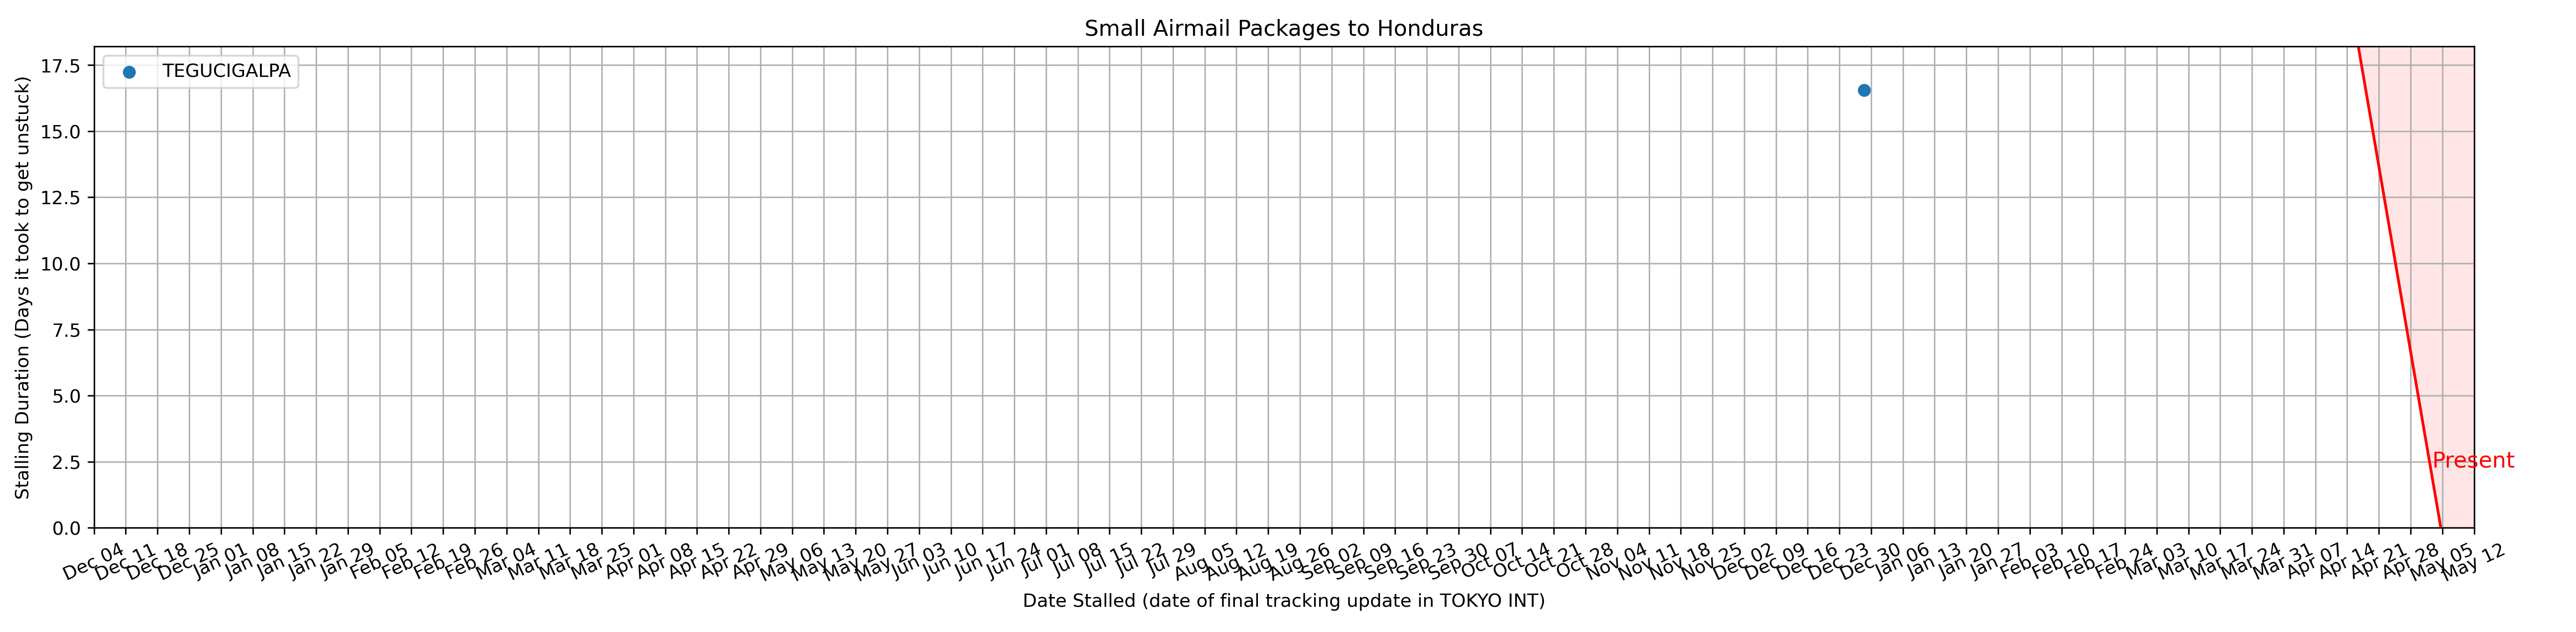 Small Airmail Packages to Honduras
TEGUCIGALPA
17.5
15.0
12.5
10.0
7.5
5.0
2.5
0.0
Stalling Duration (Days it took to get unstuck)
Present
Dec 04
Dec 11
Dec 18
Dec 25
Jan 01
Jan 08
Jan 15
Jan 22
Jan 29
Feb 05
Feb 12
Feb 19
Feb 26
Mar 04
Mar 11
Mar 18
Mar 25
Apr 01
Apr 08
Apr 15
Apr 22
Apr 29
May 06
May 13
May 20
May 27
Jun 03
Jun 10
Jun 17
Jun 24
Jul 01
Jul 08
Jul 15
Jul 22
Jul 29
Aug 05
Aug 12
Aug 19
Aug 26
Sep 02
Sep 09
Sep 16
Sep 23
Sep 30
Oct 07
Oct 14
Oct 21
Oct 28
Nov 04
Nov 11
Nov 18
Nov 25
Dec 02
Dec 09
Dec 16
Dec 23
Dec 30
Jan 06
Jan 13
Jan 20
Jan 27
Feb 03
Feb 10
Feb 17
Feb 24
Mar 03
Mar 10
Mar 17
Mar 24
Mar 31
Apr 07
Apr 14
Apr 21
Apr 28
May 05
May 12
Date Stalled (date of final tracking update in TOKYO INT)